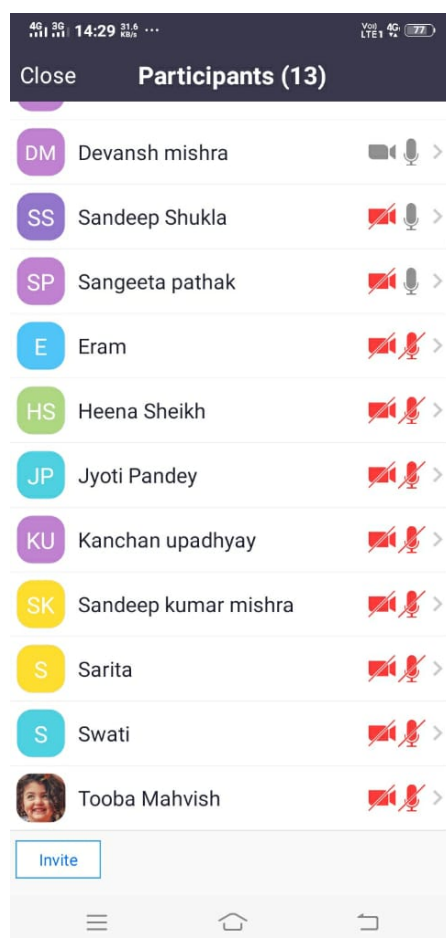 4G 3G 14:29 31.6 KB/s ... VoD LTE1 4G 77
Close Participants (13)
DM Devansh mishra
SS Sandeep Shukla
SP Sangeeta pathak
E Eram
HS Heena Sheikh
JP Jyoti Pandey
KU Kanchan upadhyay
SK Sandeep kumar mishra
S Sarita
S Swati
Tooba Mahvish
Invite